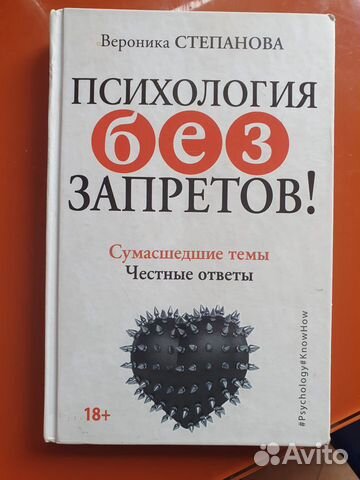 Вероника СТЕПАНОВА
ПСИХОЛОГИЯ
без
ЗАПРЕТОВ!
Сумасшедшие темы
Честные ответы
#Psychology#KnowHow
18+
Avito